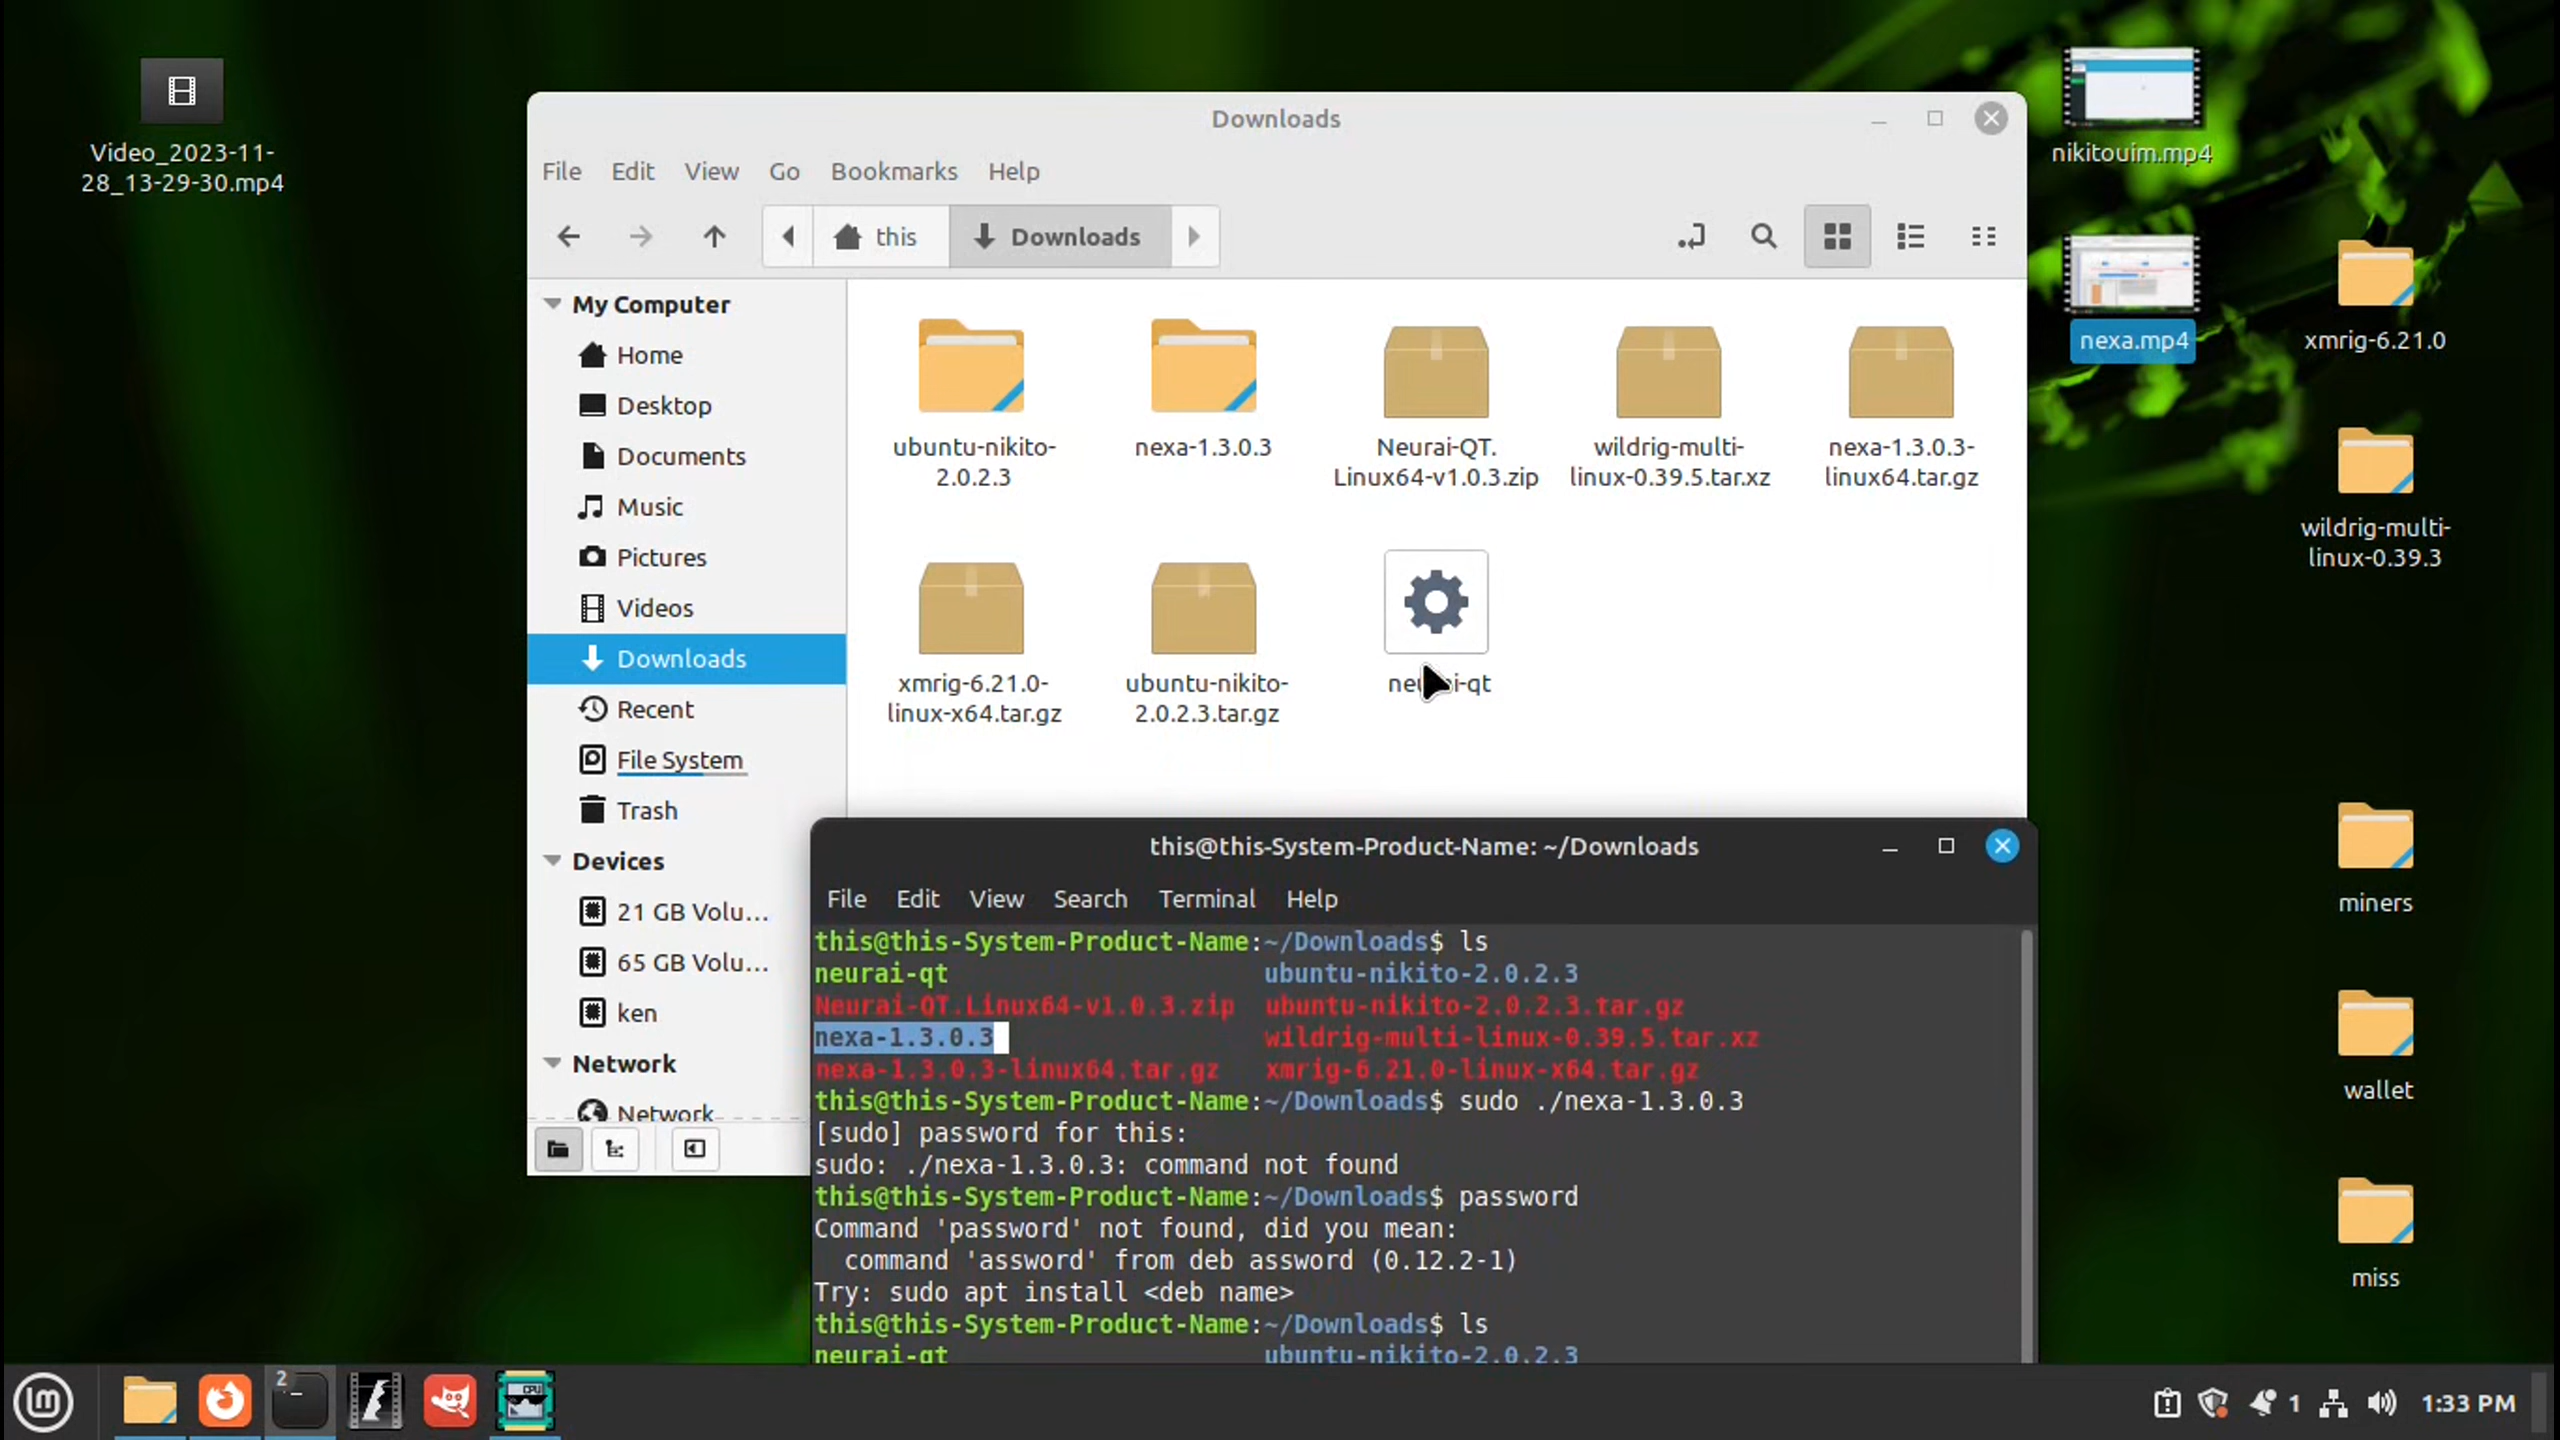 Video_2023-11-
28_13-29-30.mp4
Downloads
File Edit View Go Bookmarks Help
this Downloads
My Computer
Home
Desktop
Documents
Music
Pictures
Videos
Downloads
Recent
File System
Trash
Devices
21 GB Volu...
65 GB Volu...
ken
Network
Network
ubuntu-nikito-
2.0.2.3
nexa-1.3.0.3
Neurai-QT.
Linux64-v1.0.3.zip
wildrig-multi-
linux-0.39.5.tar.xz
nexa-1.3.0.3-
linux64.tar.gz
xmrig-6.21.0-
linux-x64.tar.gz
ubuntu-nikito-
2.0.2.3.tar.gz
nikitouim.mp4
nexa.mp4
xmrig-6.21.0
wildrig-multi-
linux-0.39.3
miners
wallet
miss
this@this-System-Product-Name: ~/Downloads
File Edit View Search Terminal Help
this@this-System-Product-Name:~/Downloads$ ls
neurai-qt ubuntu-nikito-2.0.2.3
Neurai-QT.Linux64-v1.0.3.zip ubuntu-nikito-2.0.2.3.tar.gz
nexa-1.3.0.3 wildrig-multi-linux-0.39.5.tar.xz
nexa-1.3.0.3-linux64.tar.gz xmrig-6.21.0-linux-x64.tar.gz
this@this-System-Product-Name:~/Downloads$ sudo ./nexa-1.3.0.3
[sudo] password for this:
sudo: ./nexa-1.3.0.3: command not found
this@this-System-Product-Name:~/Downloads$ password
Command 'password' not found, did you mean:
command 'assword' from deb assword (0.12.2-1)
Try: sudo apt install <deb name>
this@this-System-Product-Name:~/Downloads$ ls
neurai-qt ubuntu-nikito-2.0.2.3
2
CPU
1
1:33 PM